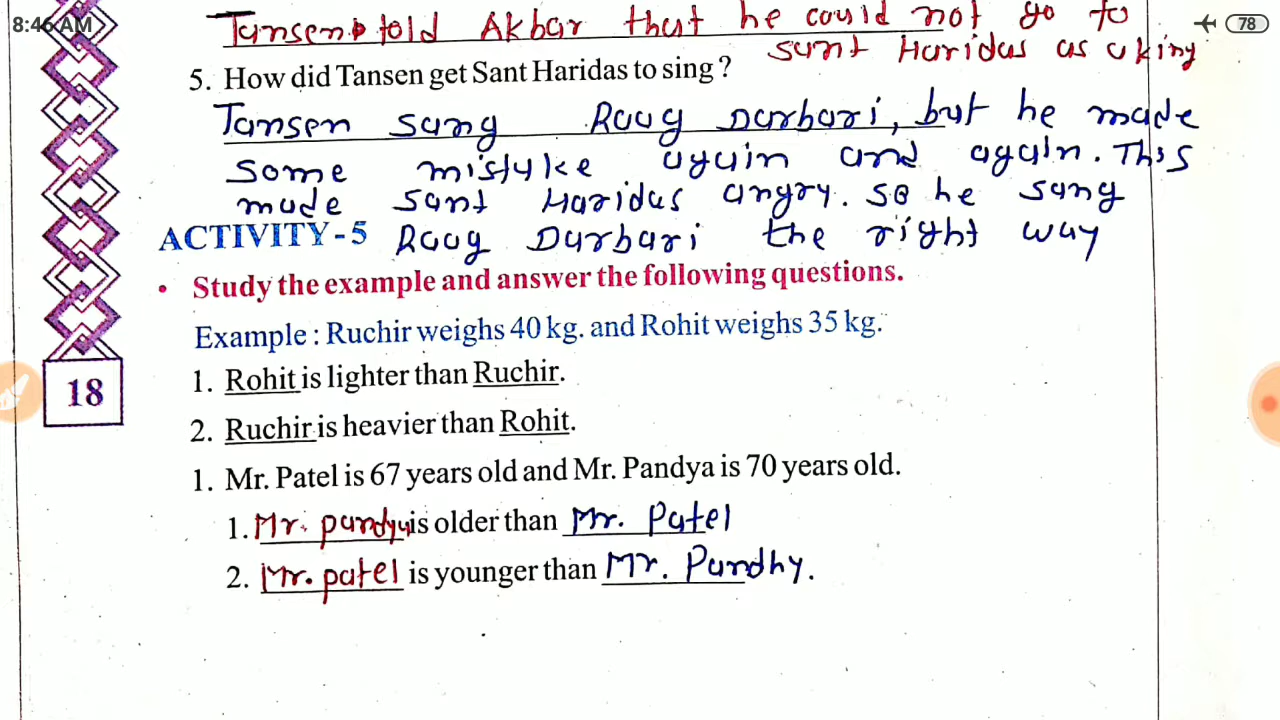 8:46 AM
78
Tansen told Akbar that he could not go to
sant Haridas as a king
5. How did Tansen get Sant Haridas to sing ?
Tansen sang Raag Darbari, but he made
some mistake again and again. This
made sant Haridas angry. so he sang
ACTIVITY-5 Raag Darbari the right way
• Study the example and answer the following questions.
Example : Ruchir weighs 40 kg. and Rohit weighs 35 kg.
1. Rohit is lighter than Ruchir.
18
2. Ruchir is heavier than Rohit.
1. Mr. Patel is 67 years old and Mr. Pandya is 70 years old.
1. Mr. pandya is older than Mr. Patel
2. Mr. patel is younger than Mr. Pandhy.